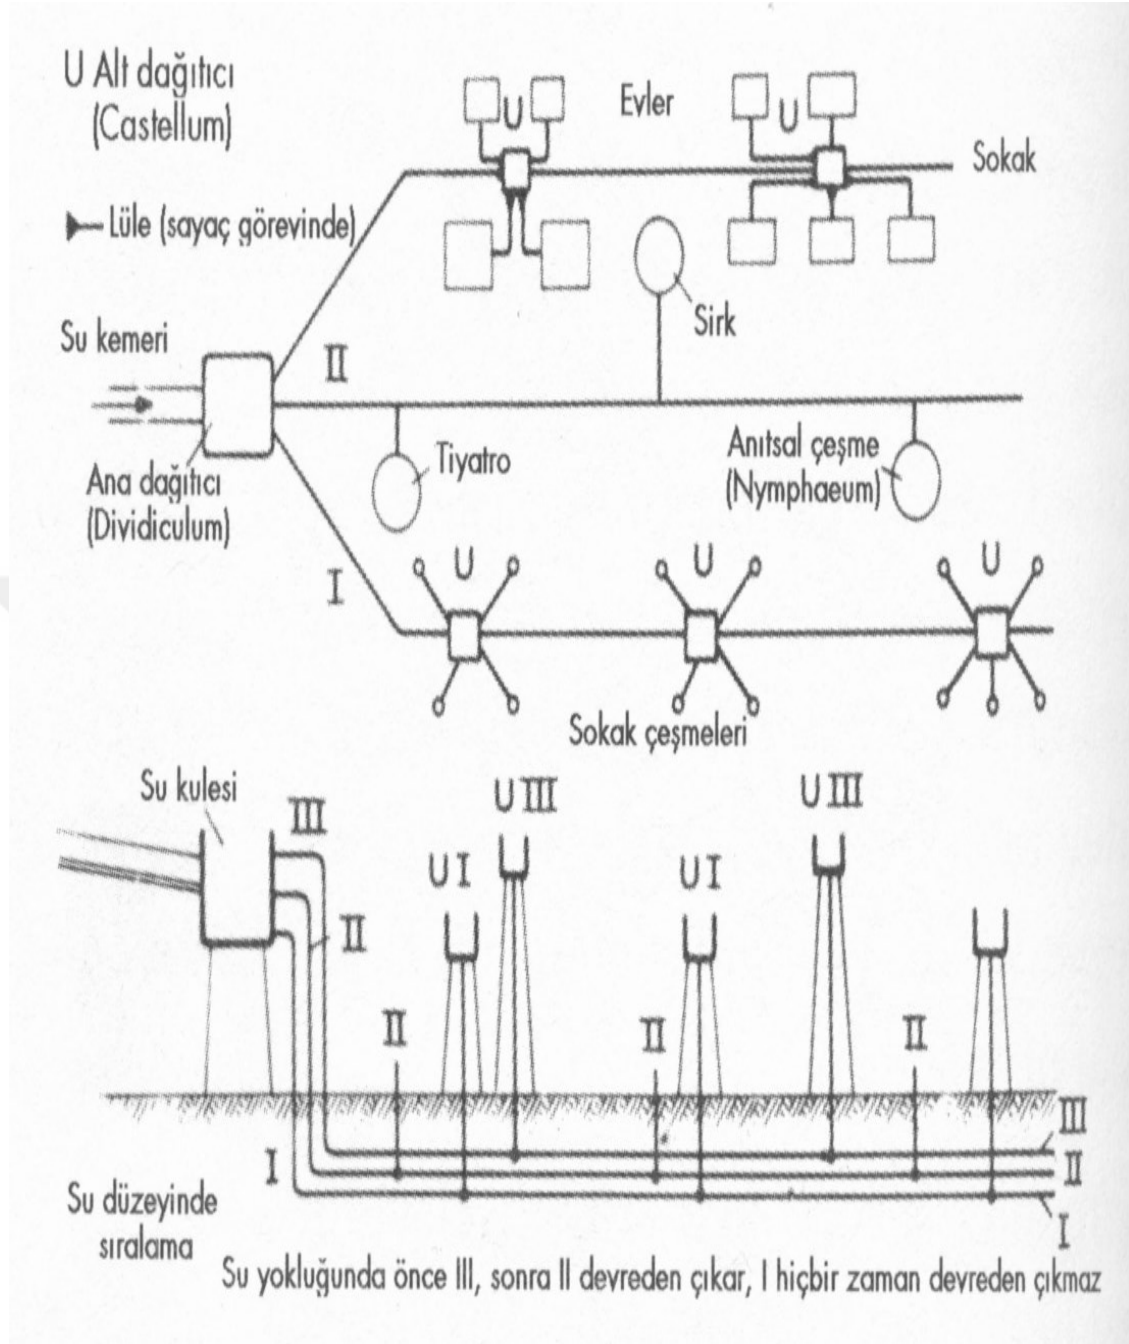 U Alt dağıtıcı
(Castellum)
U
Evler
U
Sokak
Lüle (sayaç görevinde)
Sirk
Su kemeri
II
Ana dağıtıcı
(Dividiculum)
Tiyatro
Anıtsal çeşme
(Nymphaeum)
I
U
U
U
Sokak çeşmeleri
Su kulesi
III
U III
U III
U I
U I
II
II
II
II
III
I
II
I
Su düzeyinde
sıralama
Su yokluğunda önce III, sonra II devreden çıkar, I hiçbir zaman devreden çıkmaz